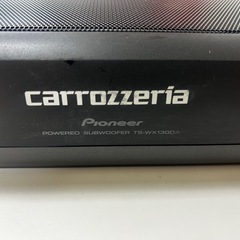 carrozzeria
Pioneer
POWERED SUBWOOFER TS-WX130DA